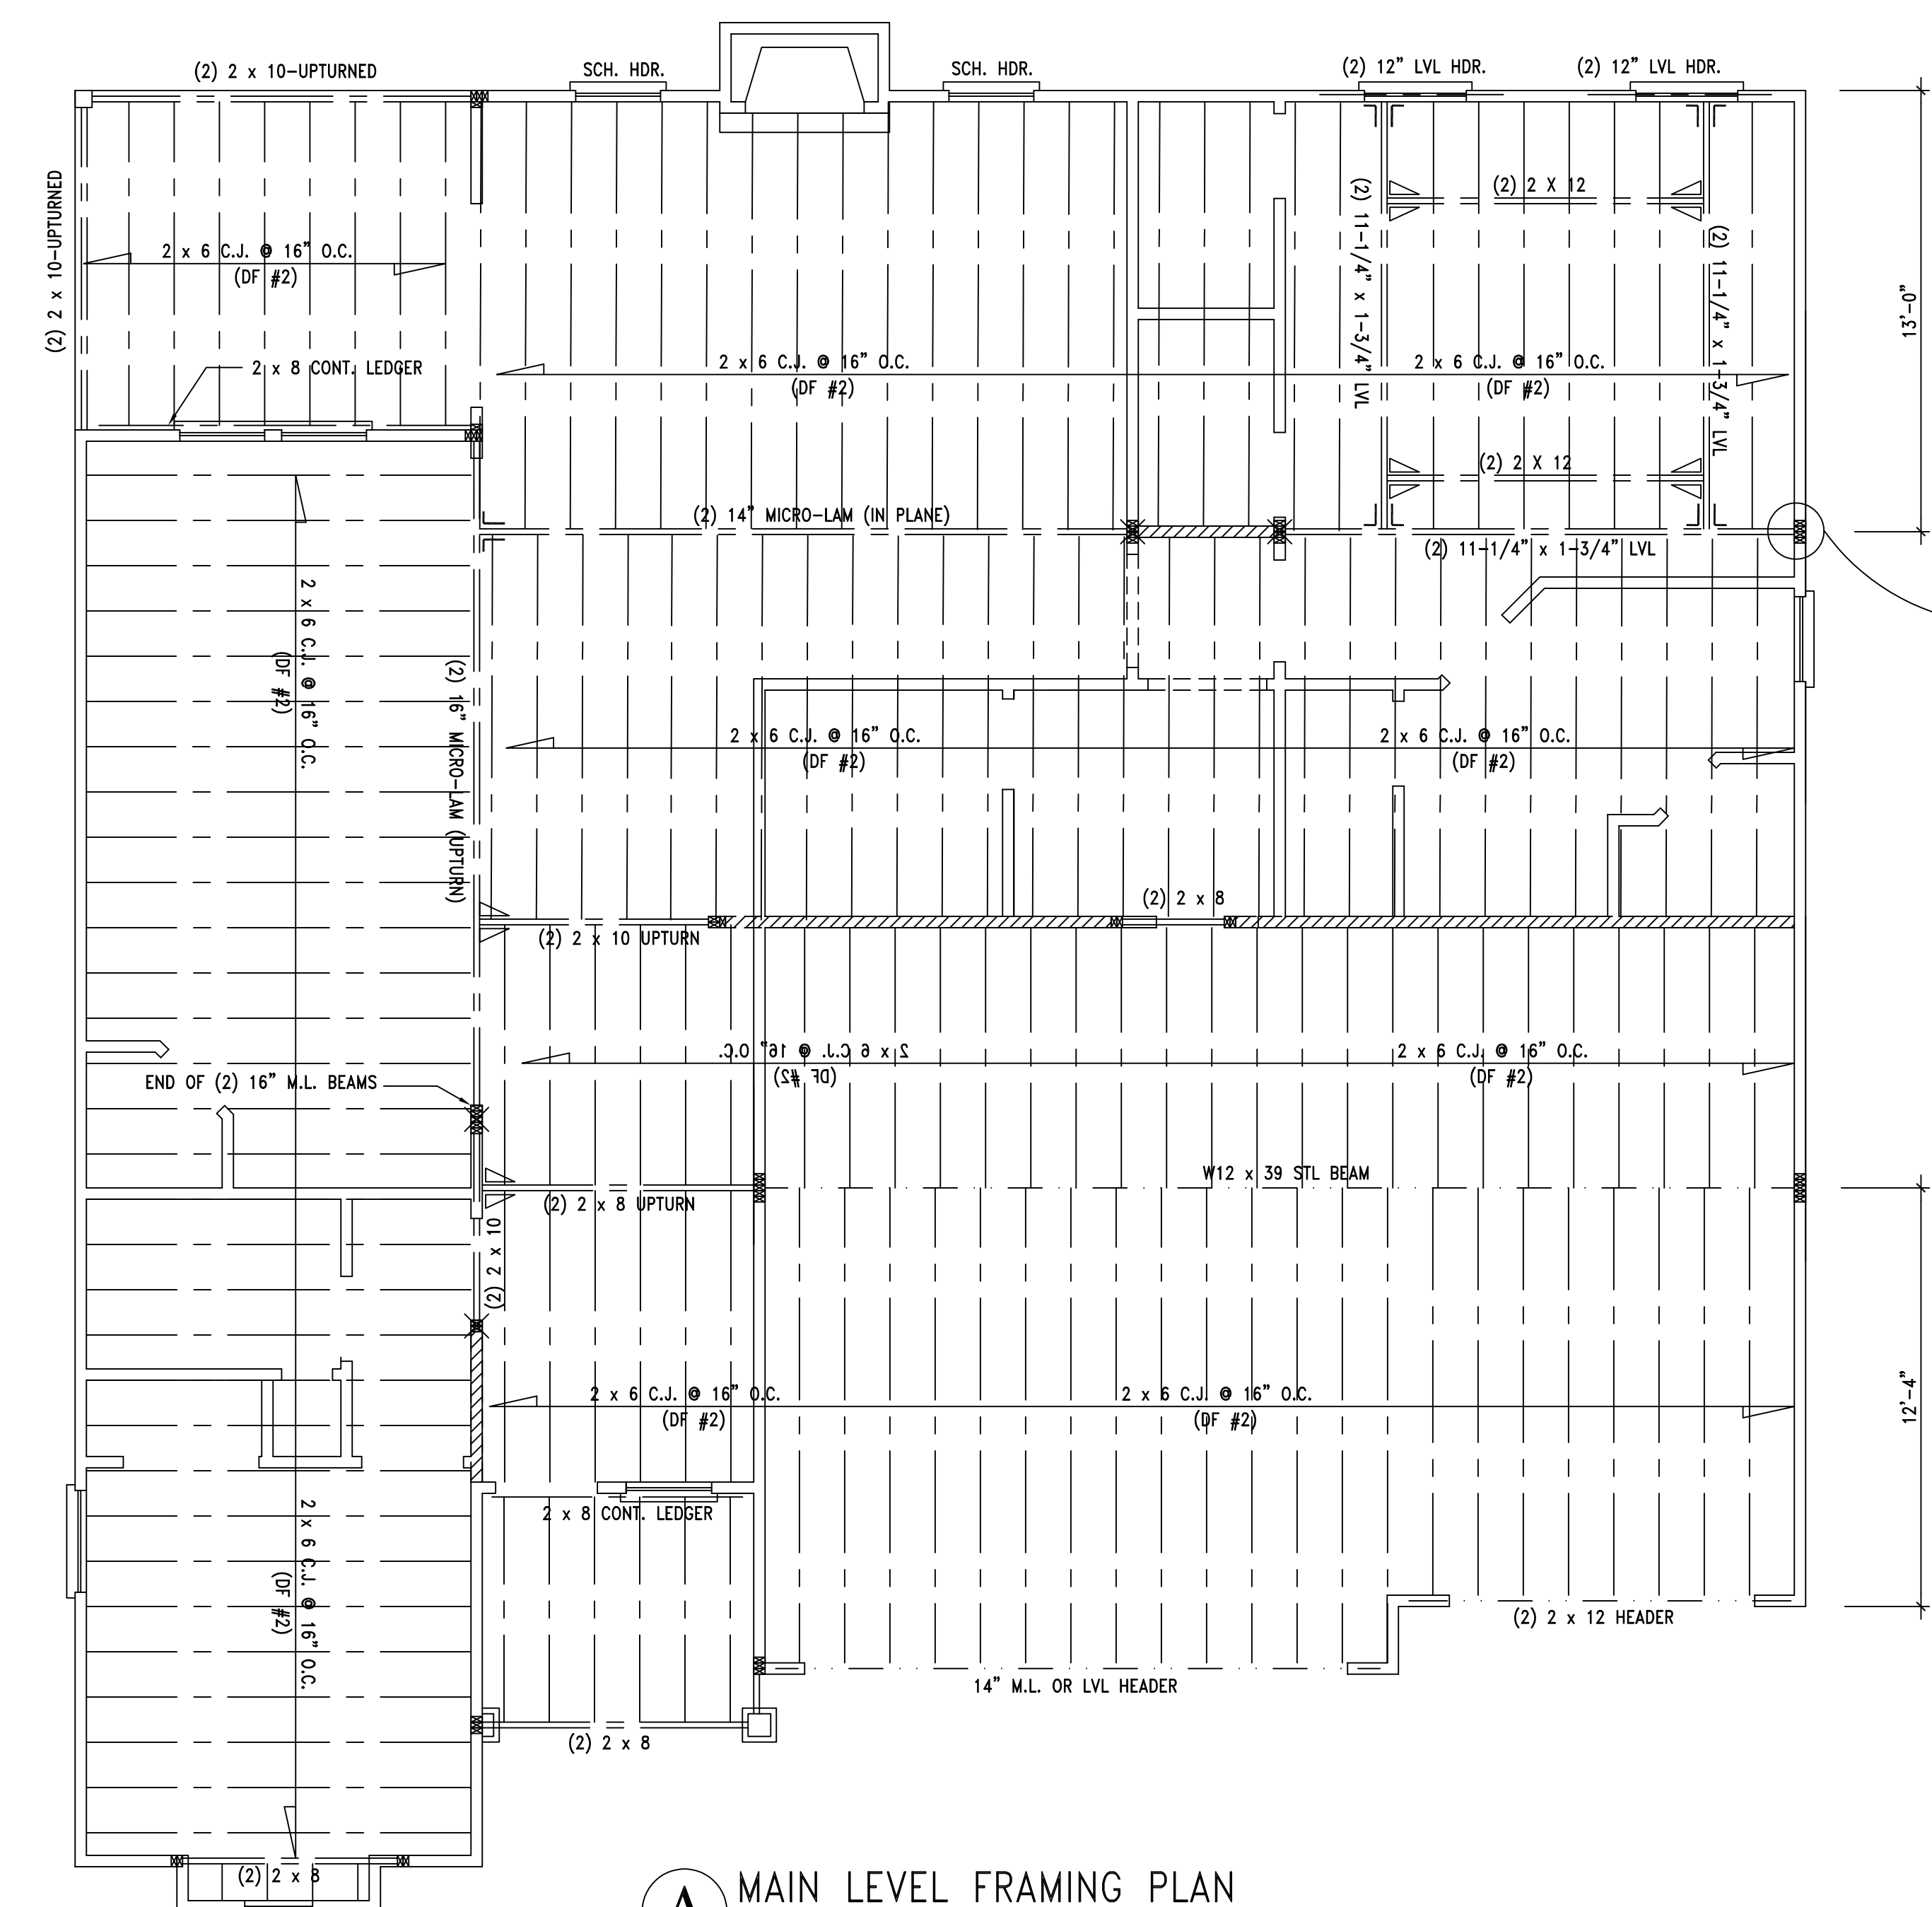 (2) 2 x 10-UPTURNED
SCH. HDR.
SCH. HDR.
(2) 12" LVL HDR.
(2) 12" LVL HDR.
(2) 2 x 10-UPTURNED
2 x 6 C.J. @ 16" O.C.
(DF #2)
2 x 8 CONT. LEDGER
2 x 6 C.J. @ 16" O.C.
(DF #2)
(2) 11-1/4" x 1-3/4" LVL
(2) 2 X 12
(2) 11-1/4" x 1-3/4" LVL
2 x 6 C.J. @ 16" O.C.
(DF #2)
(2) 2 X 12
13'-0"
(2) 14" MICRO-LAM (IN PLANE)
(2) 11-1/4" x 1-3/4" LVL
2 x 6 C.J. @ 16" O.C.
(DF #2)
(2) 16" MICRO-LAM (UPTURN)
2 x 6 C.J. @ 16" O.C.
(DF #2)
2 x 6 C.J. @ 16" O.C.
(DF #2)
(2) 2 x 8
(2) 2 x 10 UPTURN
2 x 6 C.J. @ 16" O.C.
(DF #2)
2 x 6 C.J. @ 16" O.C.
(DF #2)
END OF (2) 16" M.L. BEAMS
W12 x 39 STL BEAM
(2) 2 x 8 UPTURN
(2) 2 x 10
2 x 6 C.J. @ 16" O.C.
(DF #2)
2 x 6 C.J. @ 16" O.C.
(DF #2)
12'-4"
2 x 8 CONT. LEDGER
2 x 6 C.J. @ 16" O.C.
(DF #2)
(2) 2 x 12 HEADER
14" M.L. OR LVL HEADER
(2) 2 x 8
(2) 2 x 8
A
MAIN LEVEL FRAMING PLAN